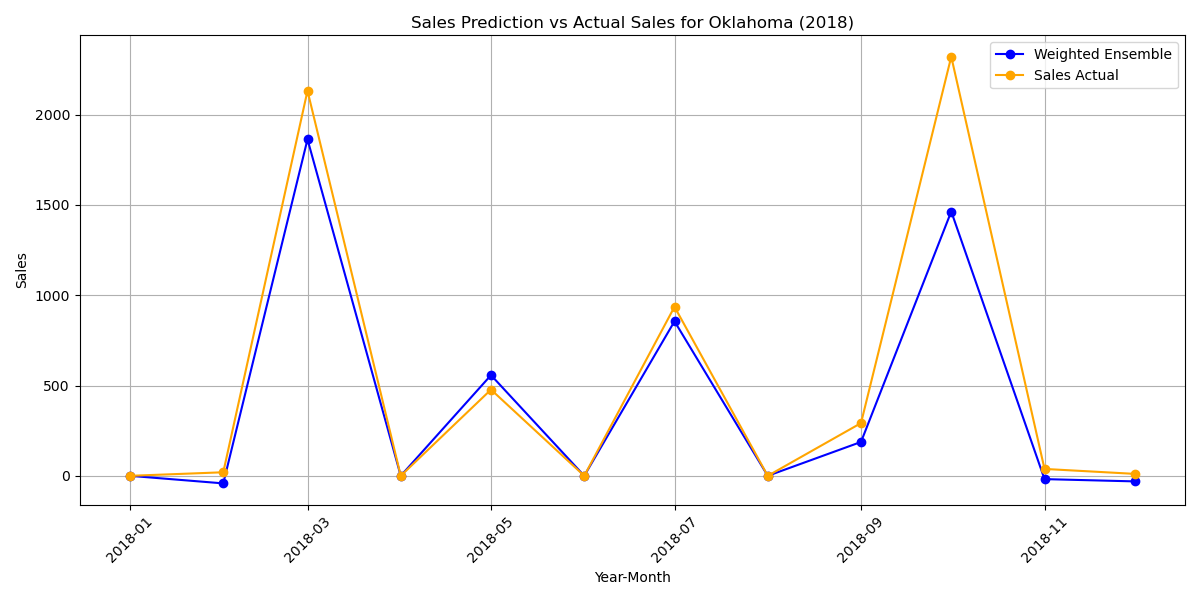 Sales Prediction vs Actual Sales for Oklahoma (2018)
Weighted Ensemble
Sales Actual
Sales
2000
1500
1000
500
0
2018-01
2018-03
2018-05
2018-07
2018-09
2018-11
Year-Month